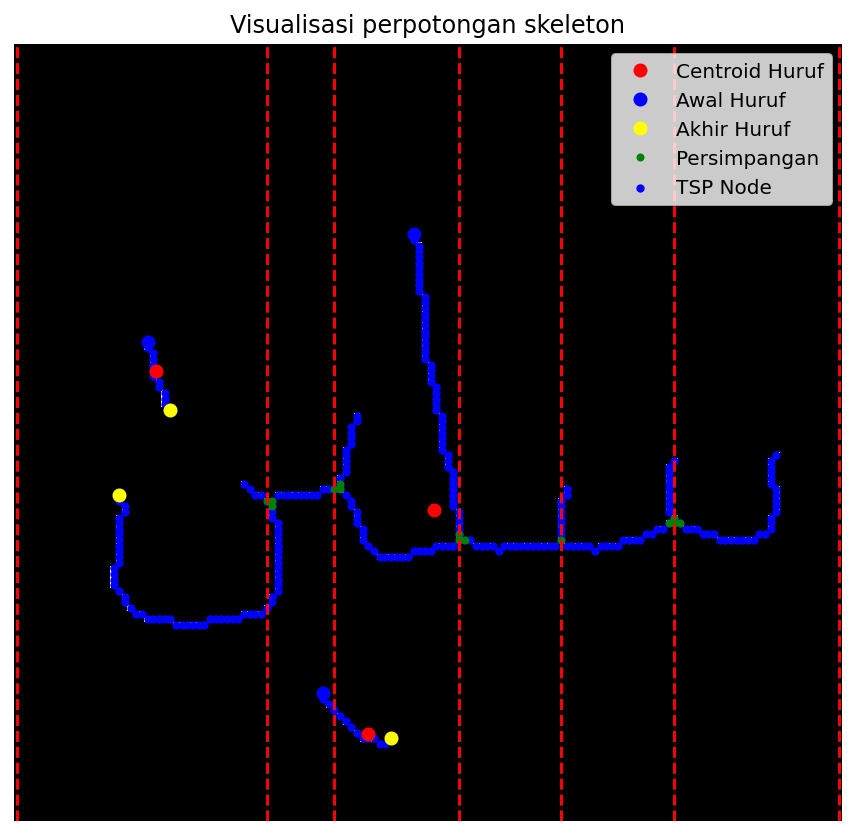 Visualisasi perpotongan skeleton
Centroid Huruf
Awal Huruf
Akhir Huruf
Persimpangan
TSP Node